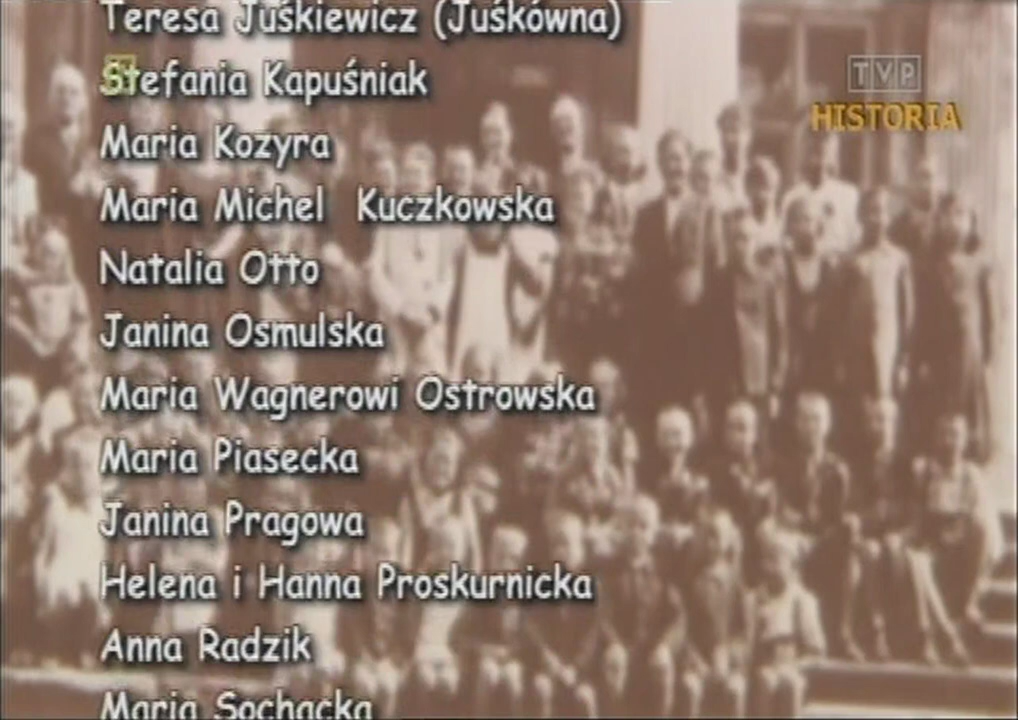 Teresa Juśkiewicz (Juśkówna)
Stefania Kapuśniak
TVP
HISTORIA
Maria Kozyra
Maria Michel Kuczkowska
Natalia Otto
Janina Osmulska
Maria Wagnerowi Ostrowska
Maria Piasecka
Janina Pragowa
Helena i Hanna Proskurnicka
Anna Radzik
Maria Sochacka